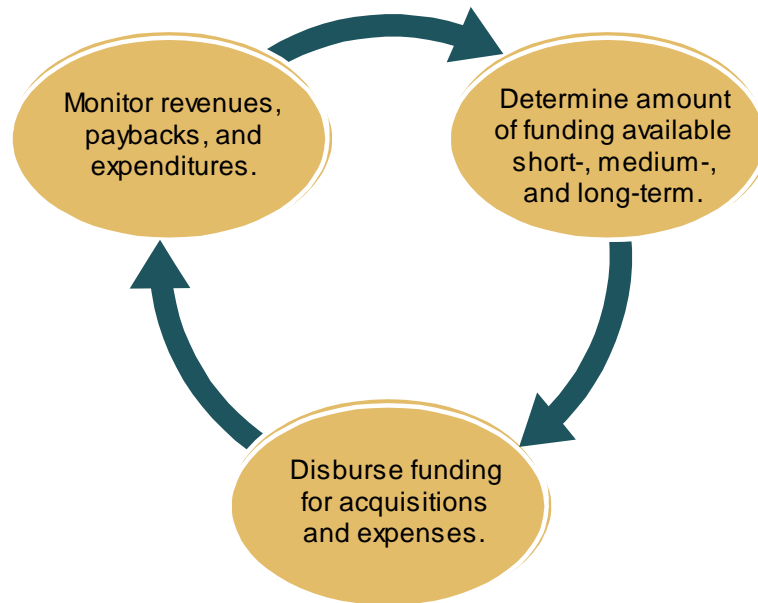 Monitor revenues,
paybacks, and
expenditures.
Determine amount
of funding available
short-, medium-,
and long-term.
Disburse funding
for acquisitions
and expenses.